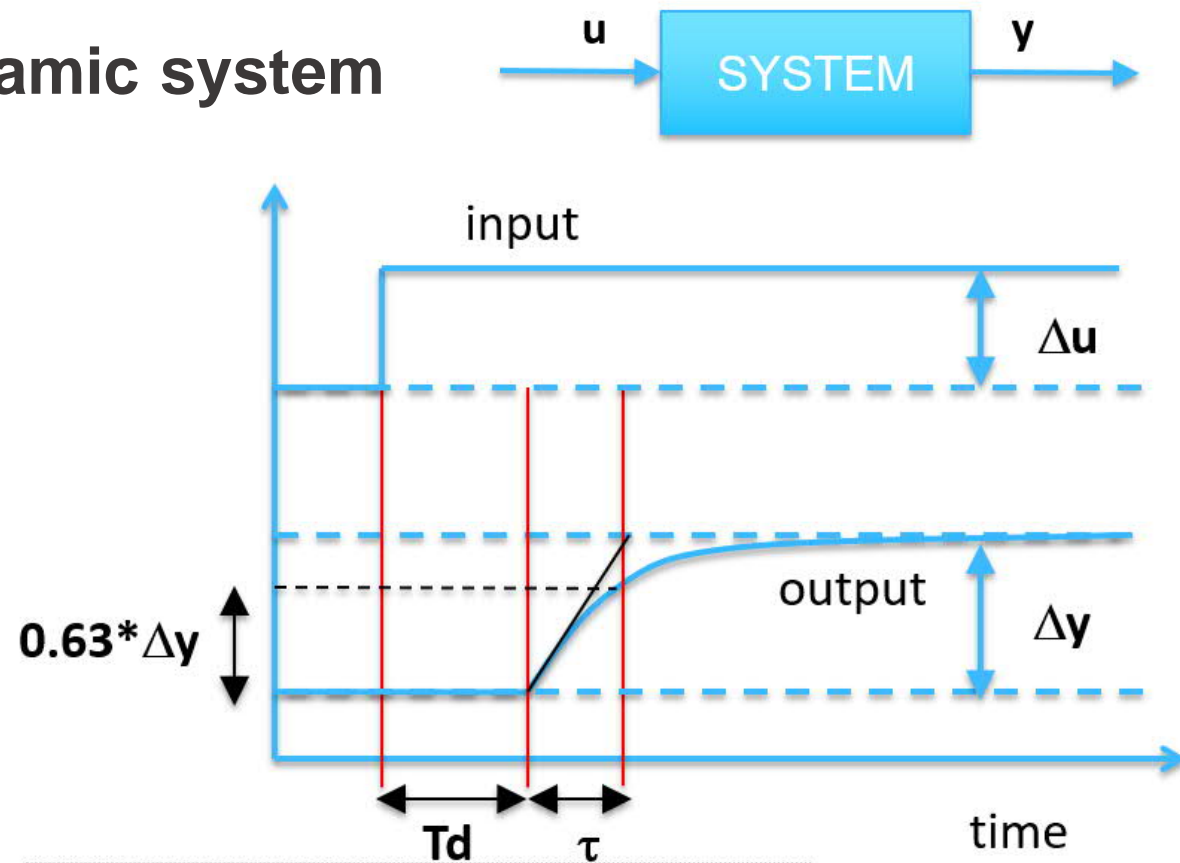 amic system
u
SYSTEM
y
input
Δu
output
0.63*Δy
Δy
Td
τ
time